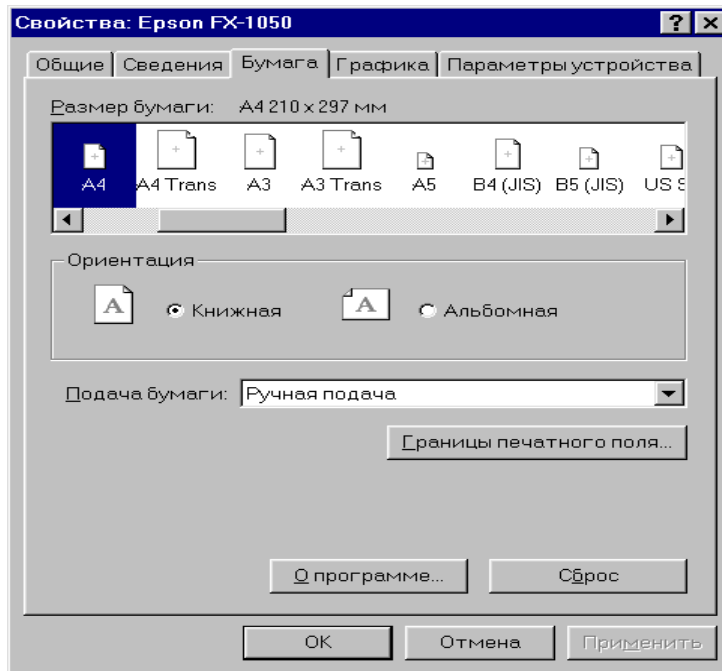 Свойства: Epson FX-1050
Общие Сведения Бумага Графика Параметры устройства
Размер бумаги: A4 210 x 297 мм
A4 A4 Trans A3 A3 Trans A5 B4 (JIS) B5 (JIS) US S
Ориентация
A Книжная A Альбомная
Подача бумаги: Ручная подача
Границы печатного поля...
О программе... Сброс
OK Отмена Применить